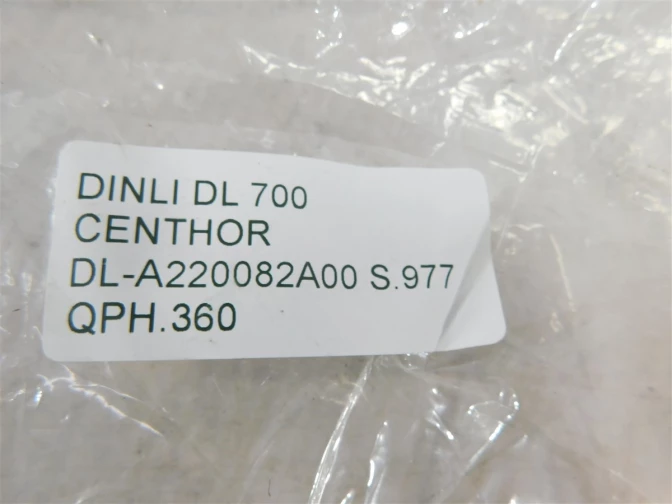 DINLI DL 700
CENTHOR
DL-A220082A00 S.977
QPH.360